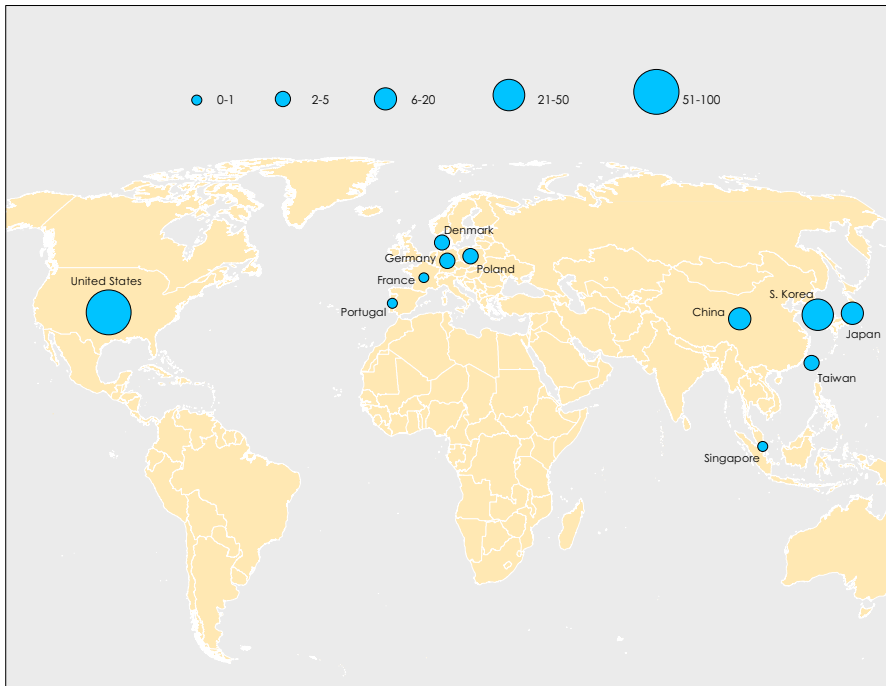 0-1
2-5
6-20
21-50
51-100
Denmark
Germany
Poland
France
United States
Portugal
S. Korea
China
Japan
Taiwan
Singapore